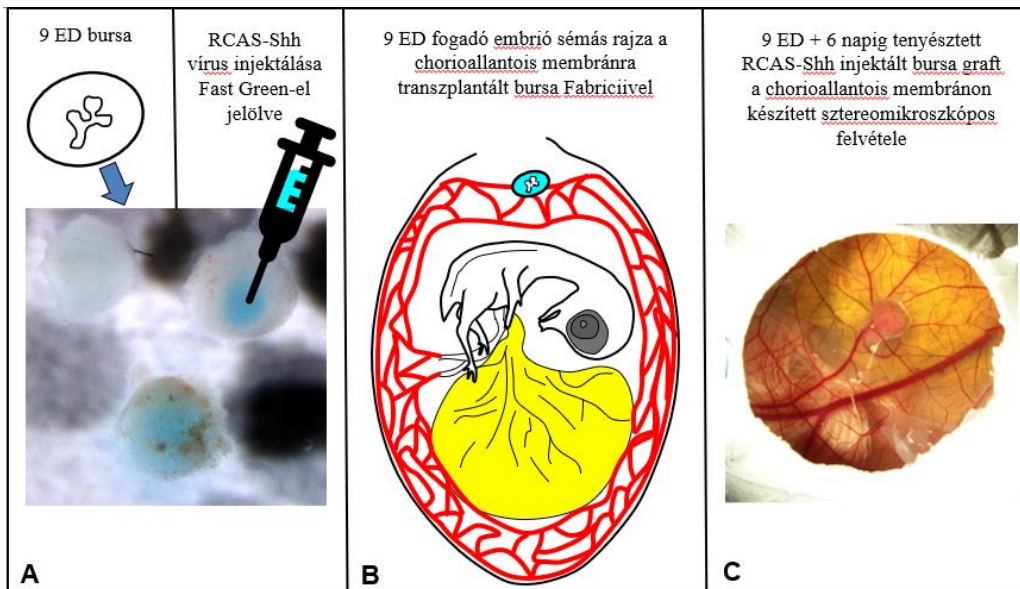 9 ED bursa
RCAS-Shh
vírus injektálása
Fast Green-el
jelölve
A
9 ED fogadó embrió sémás rajza a
chorioallantois membránra
transzplantált bursa Fabriciivel
B
9 ED + 6 napig tenyésztett
RCAS-Shh injektált bursa graft
a chorioallantois membránon
készített sztereomikroszkópos
felvétele
C